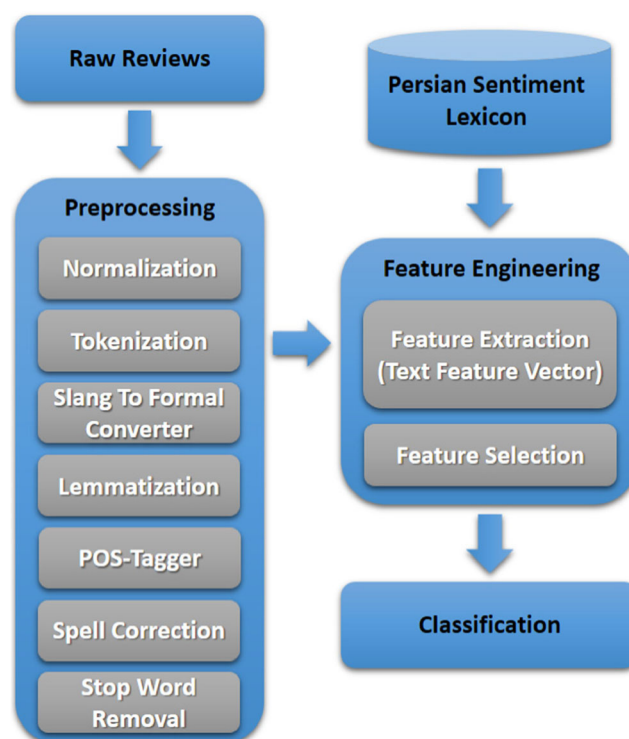 Raw Reviews
Preprocessing
Normalization
Tokenization
Slang To Formal
Converter
Lemmatization
POS-Tagger
Spell Correction
Stop Word
Removal
Persian Sentiment
Lexicon
Feature Engineering
Feature Extraction
(Text Feature Vector)
Feature Selection
Classification